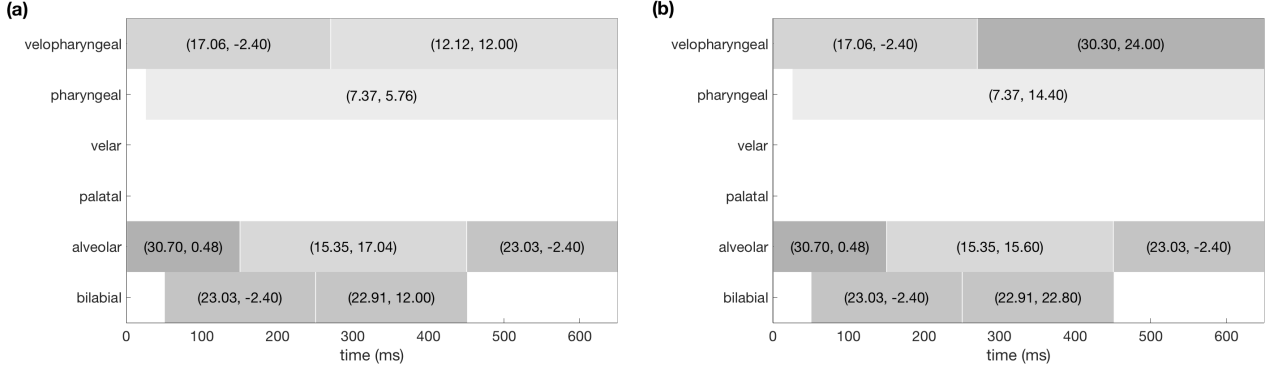 (a)
velopharyngeal (17.06, -2.40) (12.12, 12.00)
pharyngeal (7.37, 5.76)
velar
palatal
alveolar (30.70, 0.48) (15.35, 17.04) (23.03, -2.40)
bilabial (23.03, -2.40) (22.91, 12.00)
0 100 200 300 400 500 600
time (ms)
(b)
velopharyngeal (17.06, -2.40) (30.30, 24.00)
pharyngeal (7.37, 14.40)
velar
palatal
alveolar (30.70, 0.48) (15.35, 15.60) (23.03, -2.40)
bilabial (23.03, -2.40) (22.91, 22.80)
0 100 200 300 400 500 600
time (ms)